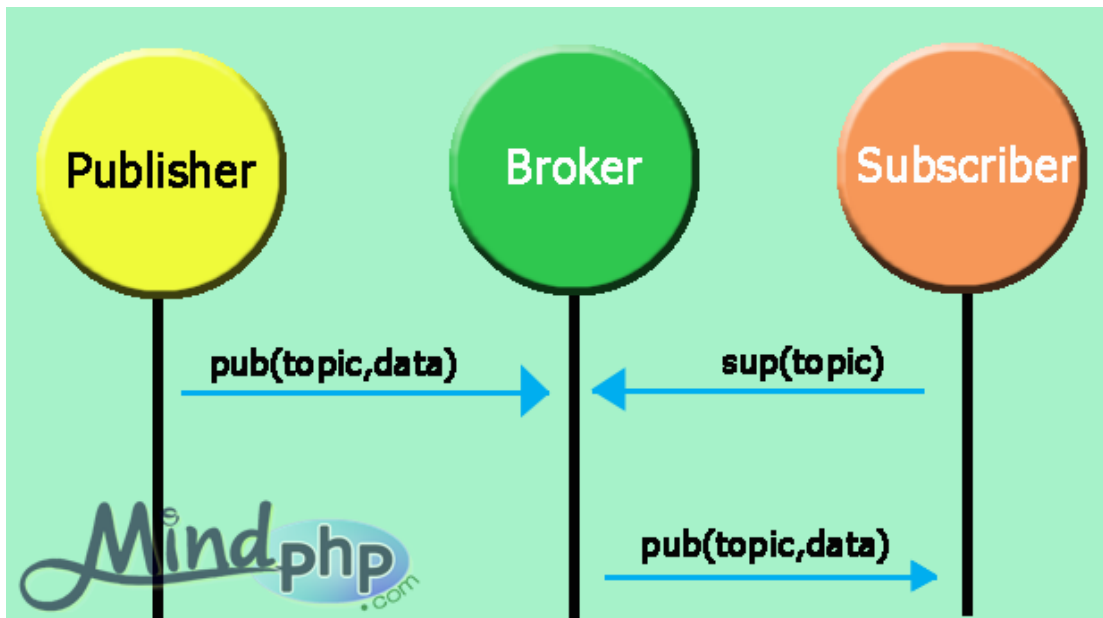 Publisher
Broker
Subscriber
pub(topic,data)
sup(topic)
pub(topic,data)
Mindphp
.com